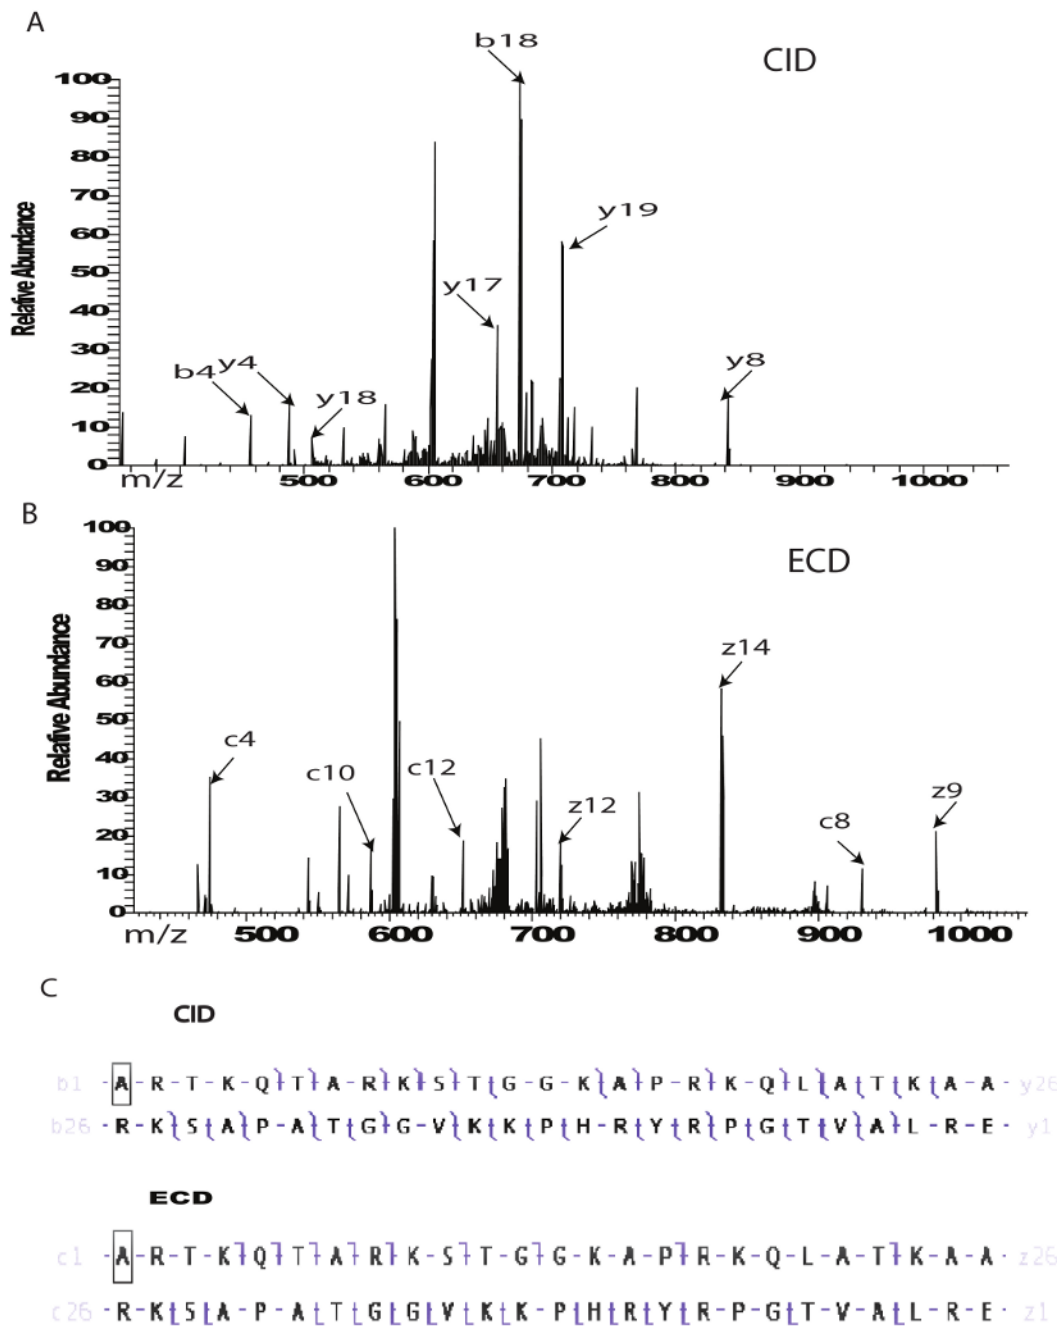 A
CID
b18
100
90
80
70
60
50
40
30
20
10
0
Relative Abundance
y19
y17
b4 y4
y18
y8
m/z 500 600 700 800 900 1000
B
ECD
100
90
80
70
60
50
40
30
20
10
0
Relative Abundance
z14
c4
c10
c12
z12
c8
z9
m/z 500 600 700 800 900 1000
C
CID
b1 A R T K Q T A R K S T G G K A P R K Q L A T K A A y26
b26 R K S A P A T G G V K K P H R Y R P G T V A L R E y1
ECD
c1 A R T K Q T A R K S T G G K A P R K Q L A T K A A z26
c26 R K S A P A T G G V K K P H R Y R P G T V A L R E z1